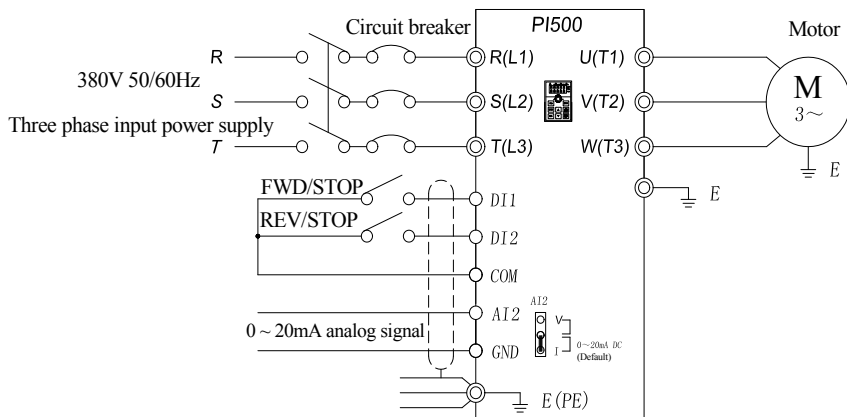 Circuit breaker
PI500
Motor
R
R(L1)
U(T1)
380V 50/60Hz
S
S(L2)
V(T2)
M
3~
Three phase input power supply
T
T(L3)
W(T3)
E
FWD/STOP
DI1
E
REV/STOP
DI2
COM
AI2
AI2
V
0～20mA analog signal
0～20mA DC
(Default)
GND
I
E(PE)